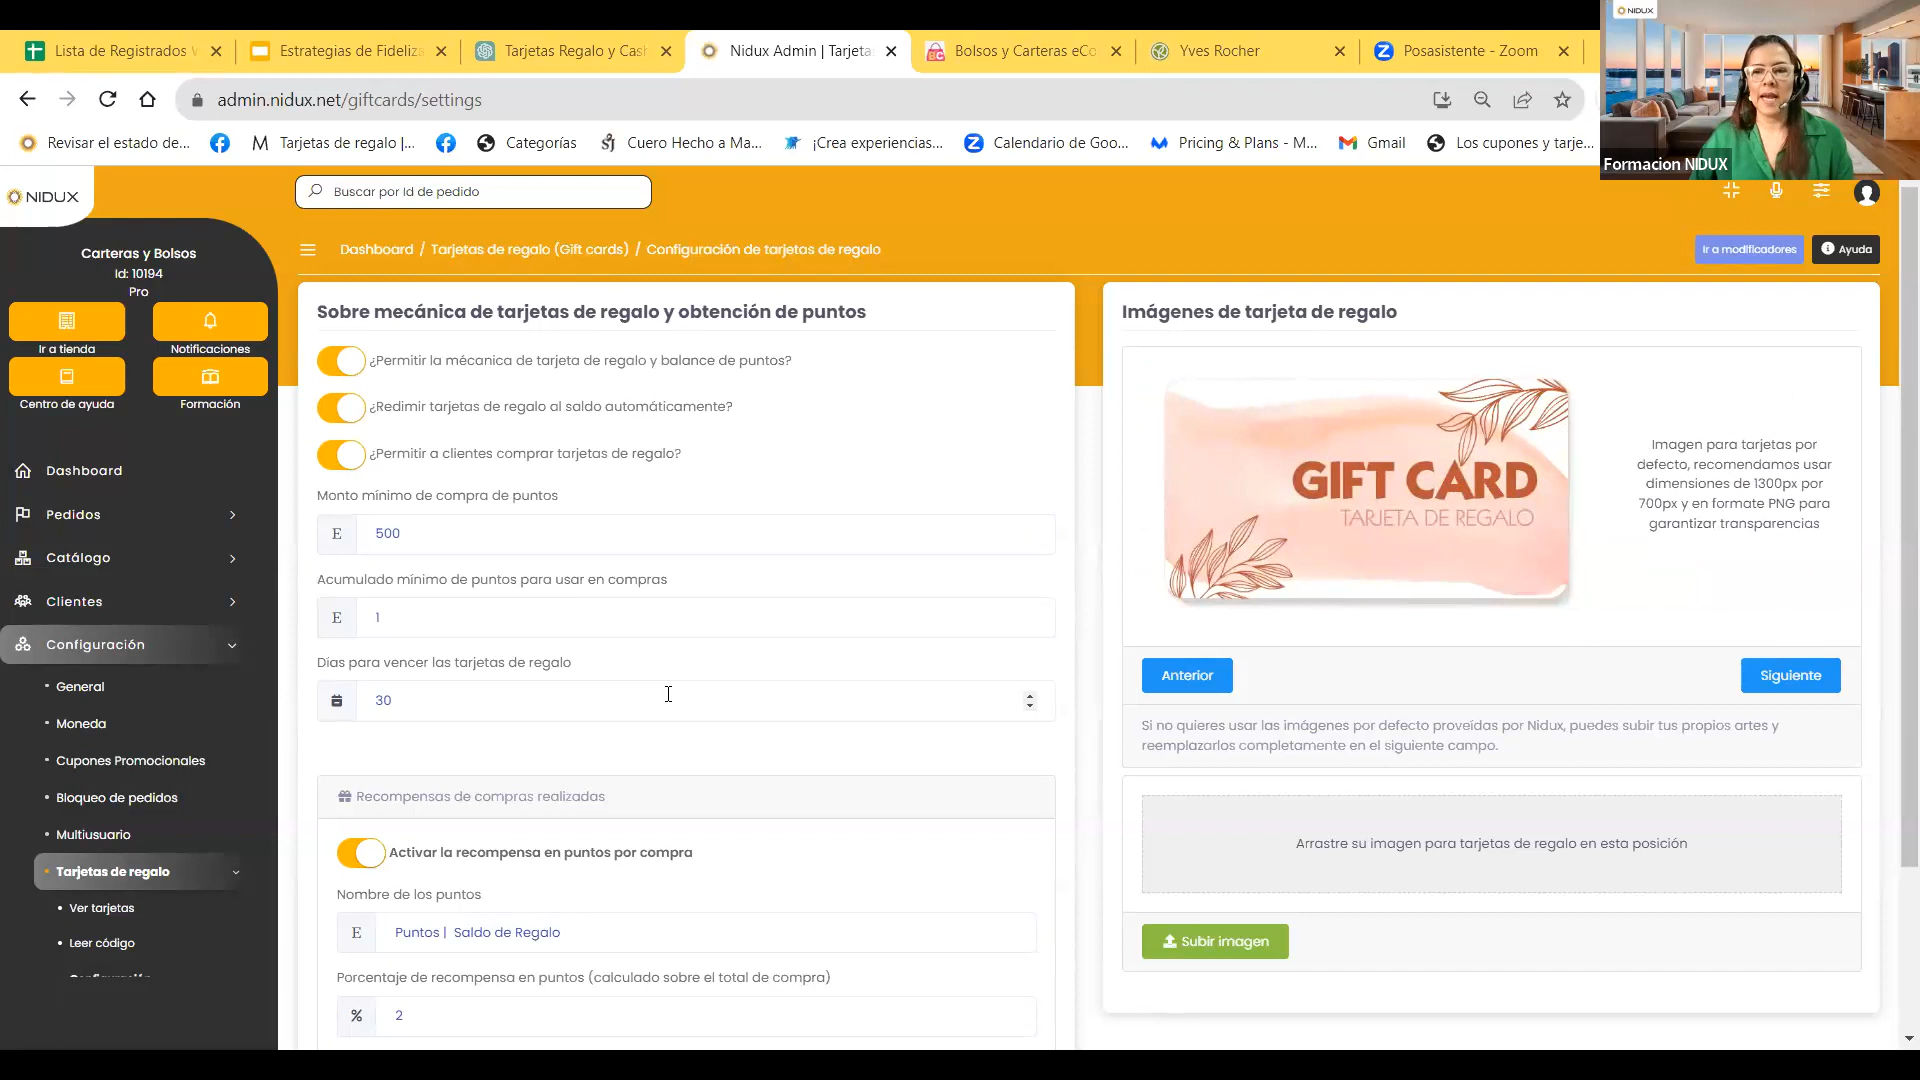 Lista de Registrados
Estrategias de Fideliza
Tarjetas Regalo y Cash
Nidux Admin | Tarjeta
Bolsos y Carteras eCo
Yves Rocher
Posasistente - Zoom
NIDUX
admin.nidux.net/giftcards/settings
Revisar el estado de...
Tarjetas de regalo |...
Categorías
Cuero Hecho a Ma...
¡Crea experiencias...
Calendario de Goo...
Pricing & Plans - M...
Gmail
Los cupones y tarje...
Formacion NIDUX
NIDUX
Buscar por Id de pedido
Dashboard / Tarjetas de regalo (Gift cards) / Configuración de tarjetas de regalo
Ir a modificadores
Ayuda
Carteras y Bolsos
Id: 10194
Pro
Ir a tienda
Notificaciones
Centro de ayuda
Formación
Dashboard
Pedidos
Catálogo
Clientes
Configuración
General
Moneda
Cupones Promocionales
Bloqueo de pedidos
Multiusuario
Tarjetas de regalo
Ver tarjetas
Leer código
Configuración
Sobre mecánica de tarjetas de regalo y obtención de puntos
¿Permitir la mécanica de tarjeta de regalo y balance de puntos?
¿Redimir tarjetas de regalo al saldo automáticamente?
¿Permitir a clientes comprar tarjetas de regalo?
Monto mínimo de compra de puntos
E 500
Acumulado mínimo de puntos para usar en compras
E 1
Días para vencer las tarjetas de regalo
30
Recompensas de compras realizadas
Activar la recompensa en puntos por compra
Nombre de los puntos
E Puntos | Saldo de Regalo
Porcentaje de recompensa en puntos (calculado sobre el total de compra)
% 2
Imágenes de tarjeta de regalo
GIFT CARD
TARJETA DE REGALO
Imagen para tarjetas por
defecto, recomendamos usar
dimensiones de 1300px por
700px y en formate PNG para
garantizar transparencias
Anterior
Siguiente
Si no quieres usar las imágenes por defecto proveídas por Nidux, puedes subir tus propios artes y
reemplazarlos completamente en el siguiente campo.
Arrastre su imagen para tarjetas de regalo en esta posición
Subir imagen